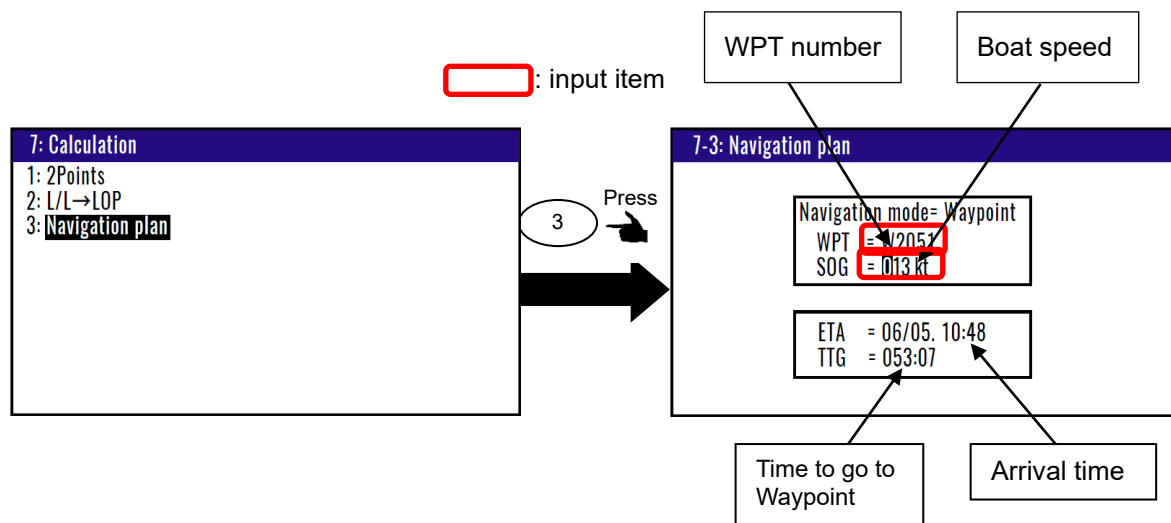 WPT number
Boat speed
: input item
7: Calculation
1: 2Points
2: L/L→LOP
3: Navigation plan
3
Press
7-3: Navigation plan
Navigation mode= Waypoint
WPT = W2051
SOG = 013 kt
ETA = 06/05. 10:48
TTG = 053:07
Time to go to
Waypoint
Arrival time